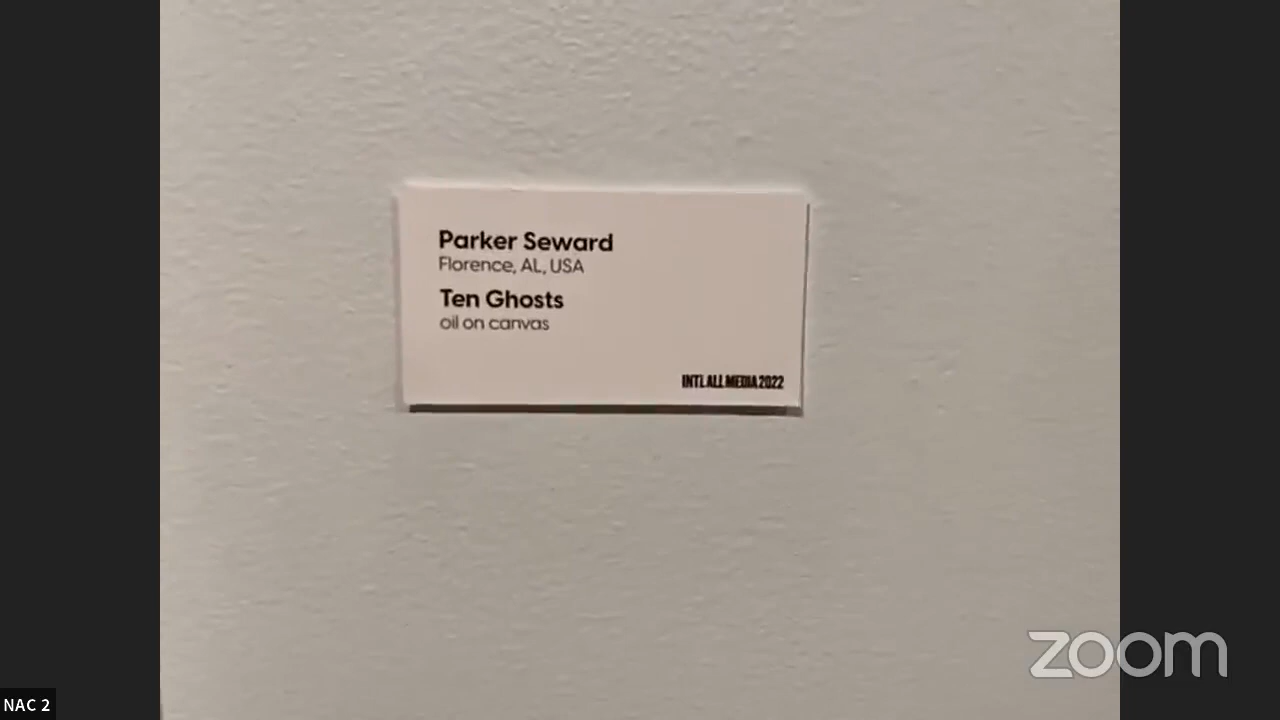 Parker Seward
Florence, AL, USA
Ten Ghosts
oil on canvas
INTL ALL MEDIA 2022
zoom
NAC 2